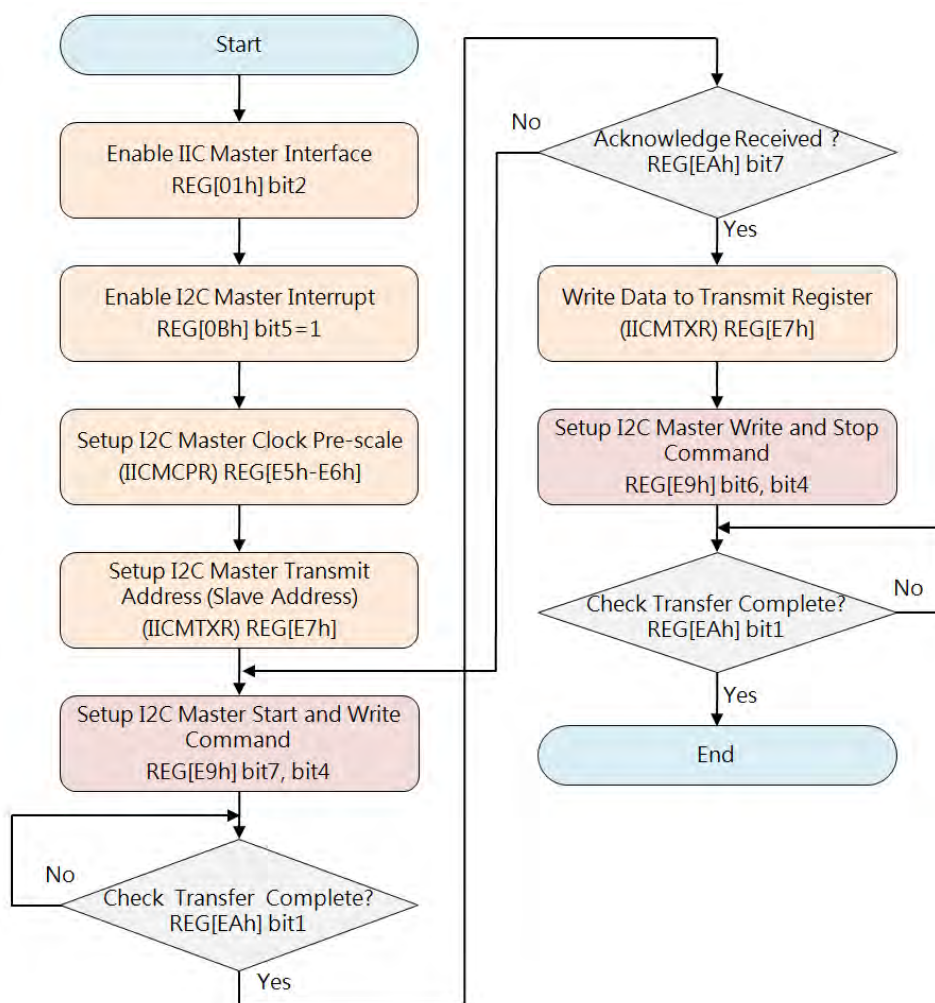 Start
Enable IIC Master Interface
REG[01h] bit2
Enable I2C Master Interrupt
REG[0Bh] bit5=1
Setup I2C Master Clock Pre-scale
(IICMCPR) REG[E5h-E6h]
Setup I2C Master Transmit
Address (Slave Address)
(IICMTXR) REG[E7h]
Setup I2C Master Start and Write
Command
REG[E9h] bit7, bit4
No
Check Transfer Complete?
REG[EAh] bit1
Yes
No
Acknowledge Received ?
REG[EAh] bit7
Yes
Write Data to Transmit Register
(IICMTXR) REG[E7h]
Setup I2C Master Write and Stop
Command
REG[E9h] bit6, bit4
No
Check Transfer Complete?
REG[EAh] bit1
Yes
End